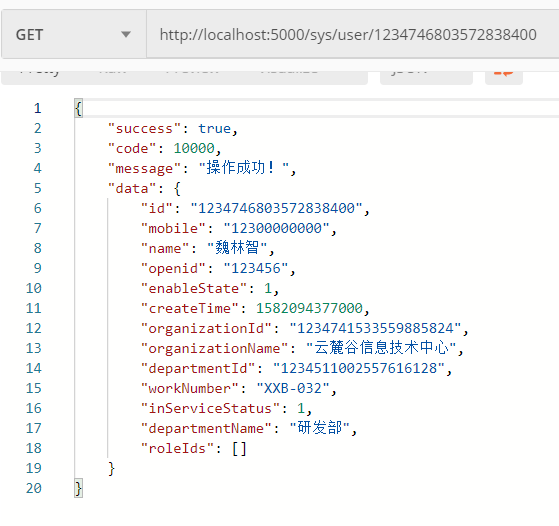 GET http://localhost:5000/sys/user/1234746803572838400
1 {
2 "success": true,
3 "code": 10000,
4 "message": "操作成功！",
5 "data": {
6 "id": "1234746803572838400",
7 "mobile": "12300000000",
8 "name": "魏林智",
9 "openid": "123456",
10 "enableState": 1,
11 "createTime": 1582094377000,
12 "organizationId": "1234741533559885824",
13 "organizationName": "云麓谷信息技术中心",
14 "departmentId": "1234511002557616128",
15 "workNumber": "XXB-032",
16 "inServiceStatus": 1,
17 "departmentName": "研发部",
18 "roleIds": []
19 }
20 }